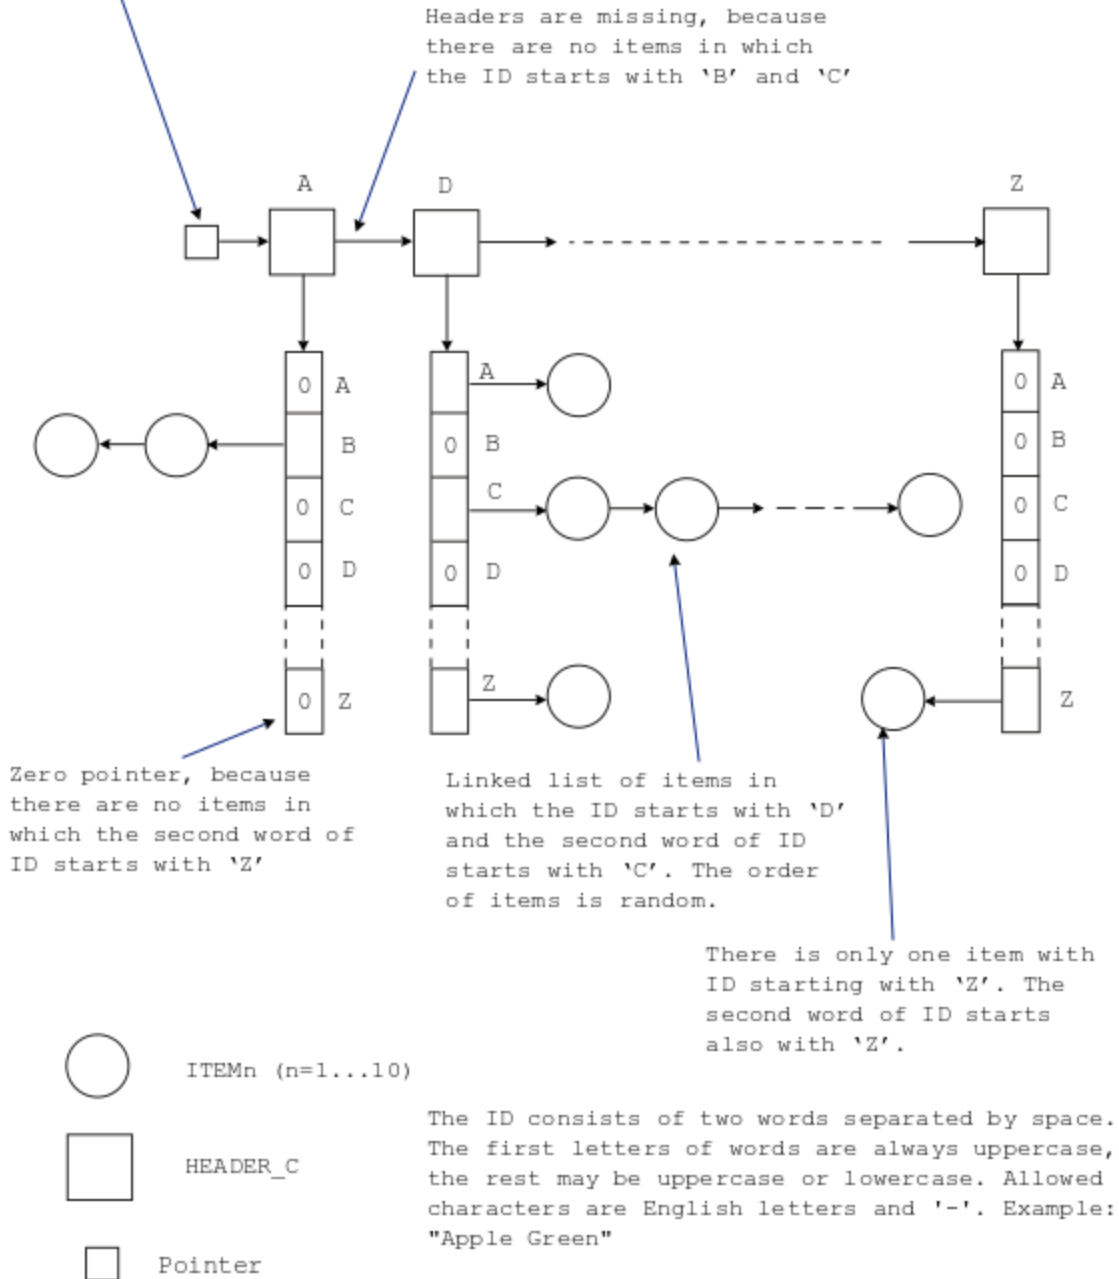 Headers are missing, because
there are no items in which
the ID starts with ‘B’ and ‘C’
A
D
Z
0 A
A
0 A
B
0 B
0 B
0 C
C
0 C
0 D
0 D
0 D
0 Z
Z
Z
Zero pointer, because
there are no items in
which the second word of
ID starts with ‘Z’
Linked list of items in
which the ID starts with ‘D’
and the second word of ID
starts with ‘C’. The order
of items is random.
There is only one item with
ID starting with ‘Z’. The
second word of ID starts
also with ‘Z’.
ITEMn (n=1...10)
HEADER_C
Pointer
The ID consists of two words separated by space.
The first letters of words are always uppercase,
the rest may be uppercase or lowercase. Allowed
characters are English letters and '-'. Example:
"Apple Green"